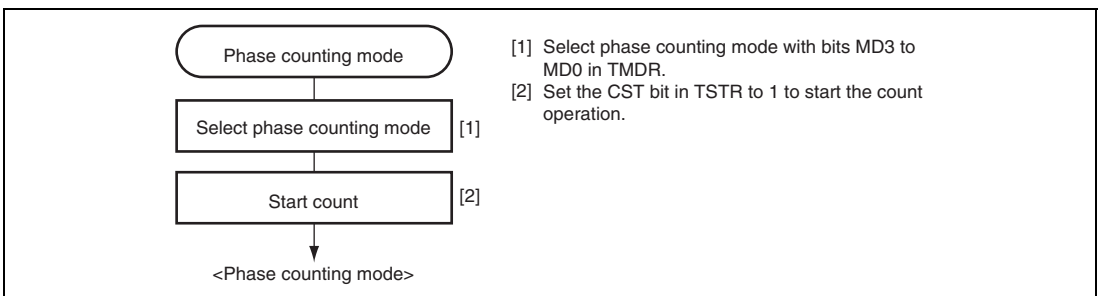 Phase counting mode
Select phase counting mode [1]
Start count [2]
<Phase counting mode>
[1] Select phase counting mode with bits MD3 to
MD0 in TMDR.
[2] Set the CST bit in TSTR to 1 to start the count
operation.